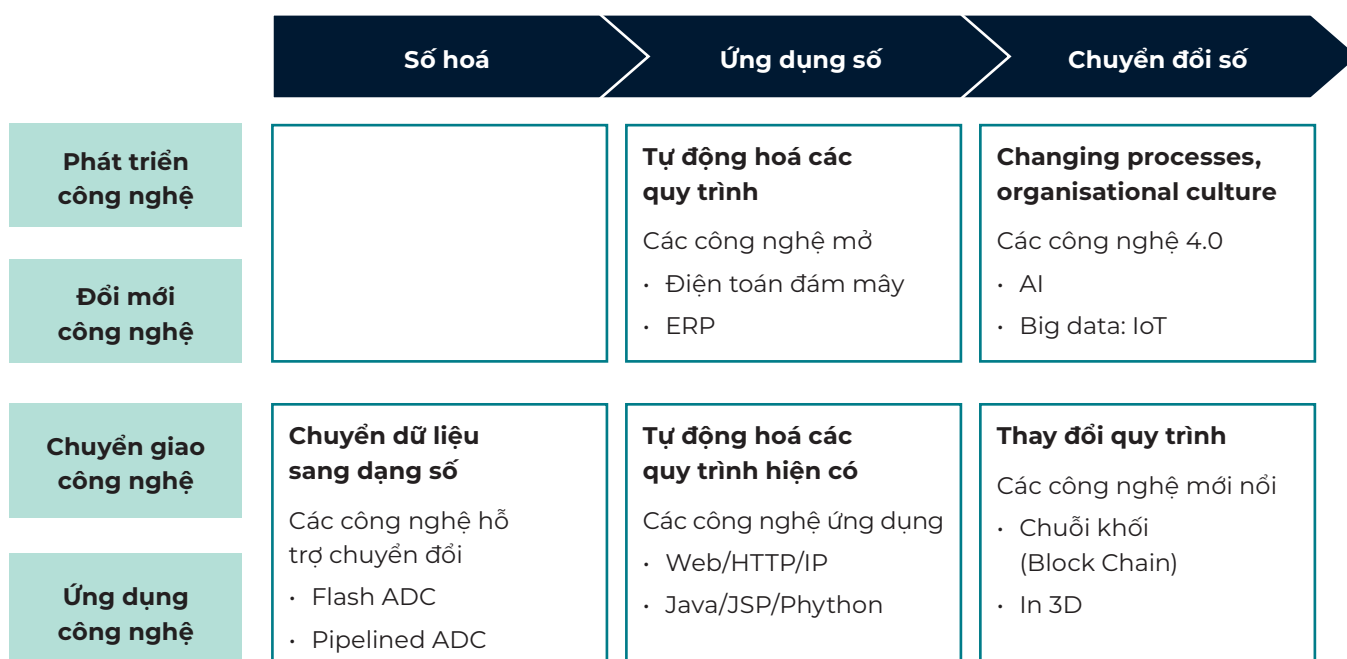 Số hoá
Ứng dụng số
Chuyển đổi số
Phát triển
công nghệ
Đổi mới
công nghệ
Tự động hoá các
quy trình
Các công nghệ mở
• Điện toán đám mây
• ERP
Changing processes,
organisational culture
Các công nghệ 4.0
• AI
• Big data: IoT
Chuyển giao
công nghệ
Ứng dụng
công nghệ
Chuyển dữ liệu
sang dạng số
Các công nghệ hỗ
trợ chuyển đổi
• Flash ADC
• Pipelined ADC
Tự động hoá các
quy trình hiện có
Các công nghệ ứng dụng
• Web/HTTP/IP
• Java/JSP/Phython
Thay đổi quy trình
Các công nghệ mới nổi
• Chuỗi khối
(Block Chain)
• In 3D